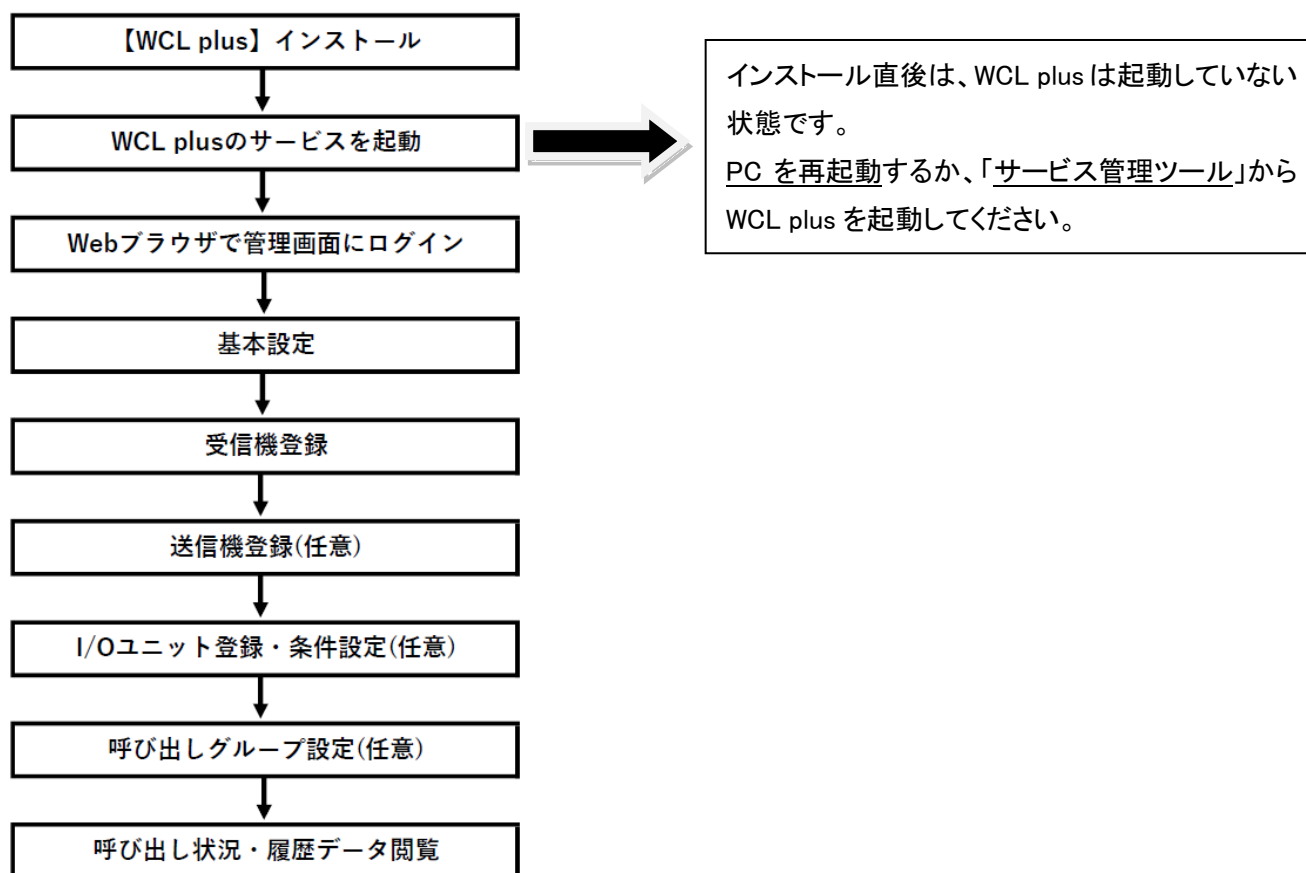 【WCL plus】インストール
WCL plusのサービスを起動
インストール直後は、WCL plus は起動していない
状態です。
PC を再起動するか、「サービス管理ツール」から
WCL plus を起動してください。
Webブラウザで管理画面にログイン
基本設定
受信機登録
送信機登録(任意)
I/Oユニット登録・条件設定(任意)
呼び出しグループ設定(任意)
呼び出し状況・履歴データ閲覧